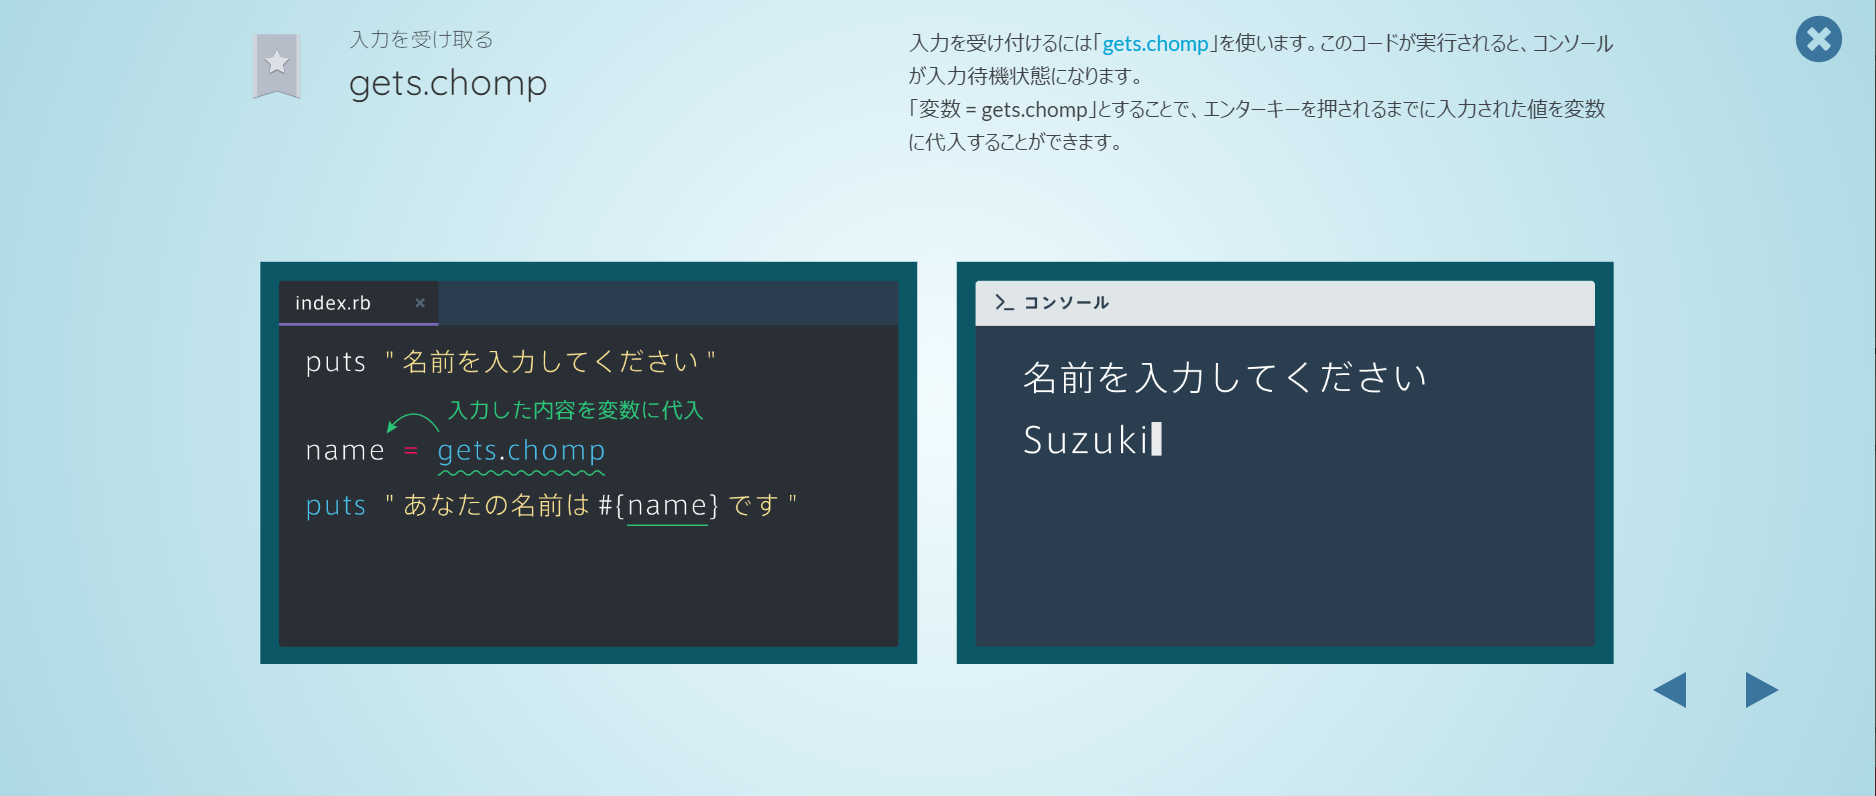 入力を受け取る
gets.chomp
入力を受け付けるには「gets.chomp」を使います。このコードが実行されると、コンソール
が入力待機状態になります。
「変数 = gets.chomp」とすることで、エンターキーを押されるまでに入力された値を変数
に代入することができます。
index.rb ×
puts "名前を入力してください"
入力した内容を変数に代入
name = gets.chomp
puts "あなたの名前は #{name} です"
>_ コンソール
名前を入力してください
Suzuki